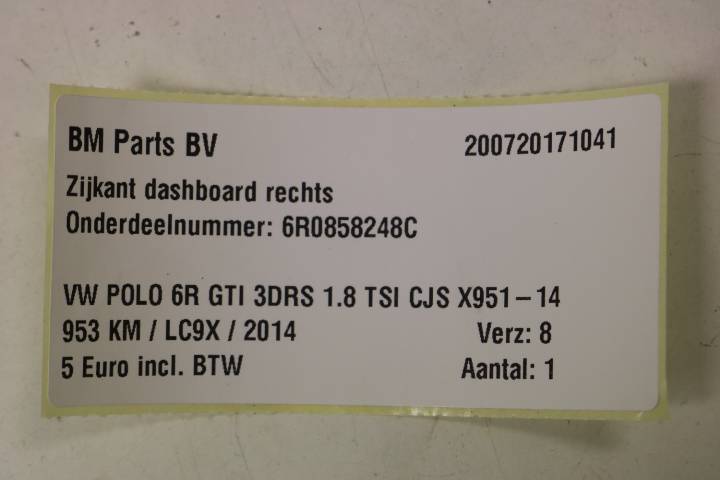 BM Parts BV 200720171041
Zijkant dashboard rechts
Onderdeelnummer: 6R0858248C
VW POLO 6R GTI 3DRS 1.8 TSI CJS X951-14
953 KM / LC9X / 2014 Verz: 8
5 Euro incl. BTW Aantal: 1